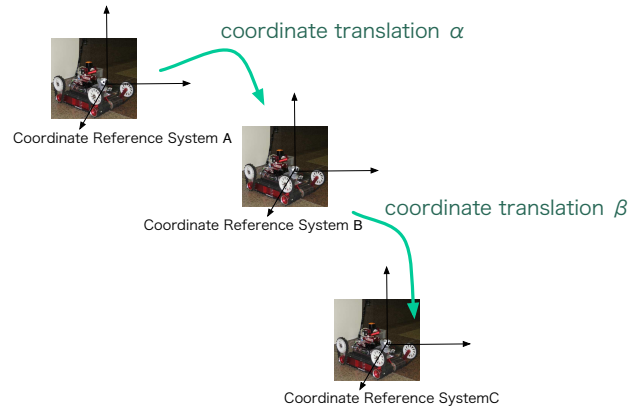 coordinate translation α
Coordinate Reference System A
coordinate translation β
Coordinate Reference System B
Coordinate Reference SystemC